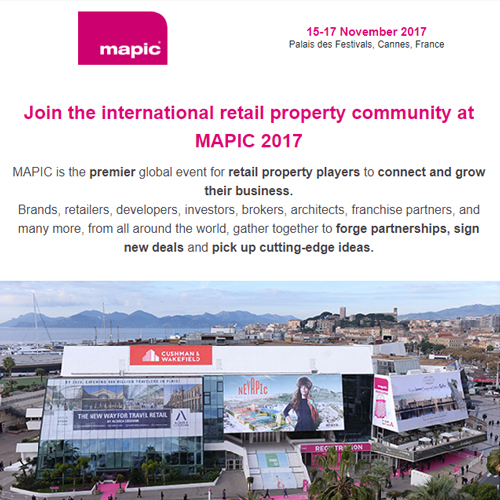 mapic
15-17 November 2017
Palais des Festivals, Cannes, France
Join the international retail property community at
MAPIC 2017
MAPIC is the premier global event for retail property players to connect and grow
their business.
Brands, retailers, developers, investors, brokers, architects, franchise partners, and
many more, from all around the world, gather together to forge partnerships, sign
new deals and pick up cutting-edge ideas.
CUSHMAN &
WAKEFIELD
THE NEW WAY FOR TRAVEL RETAIL
REGISTRATION